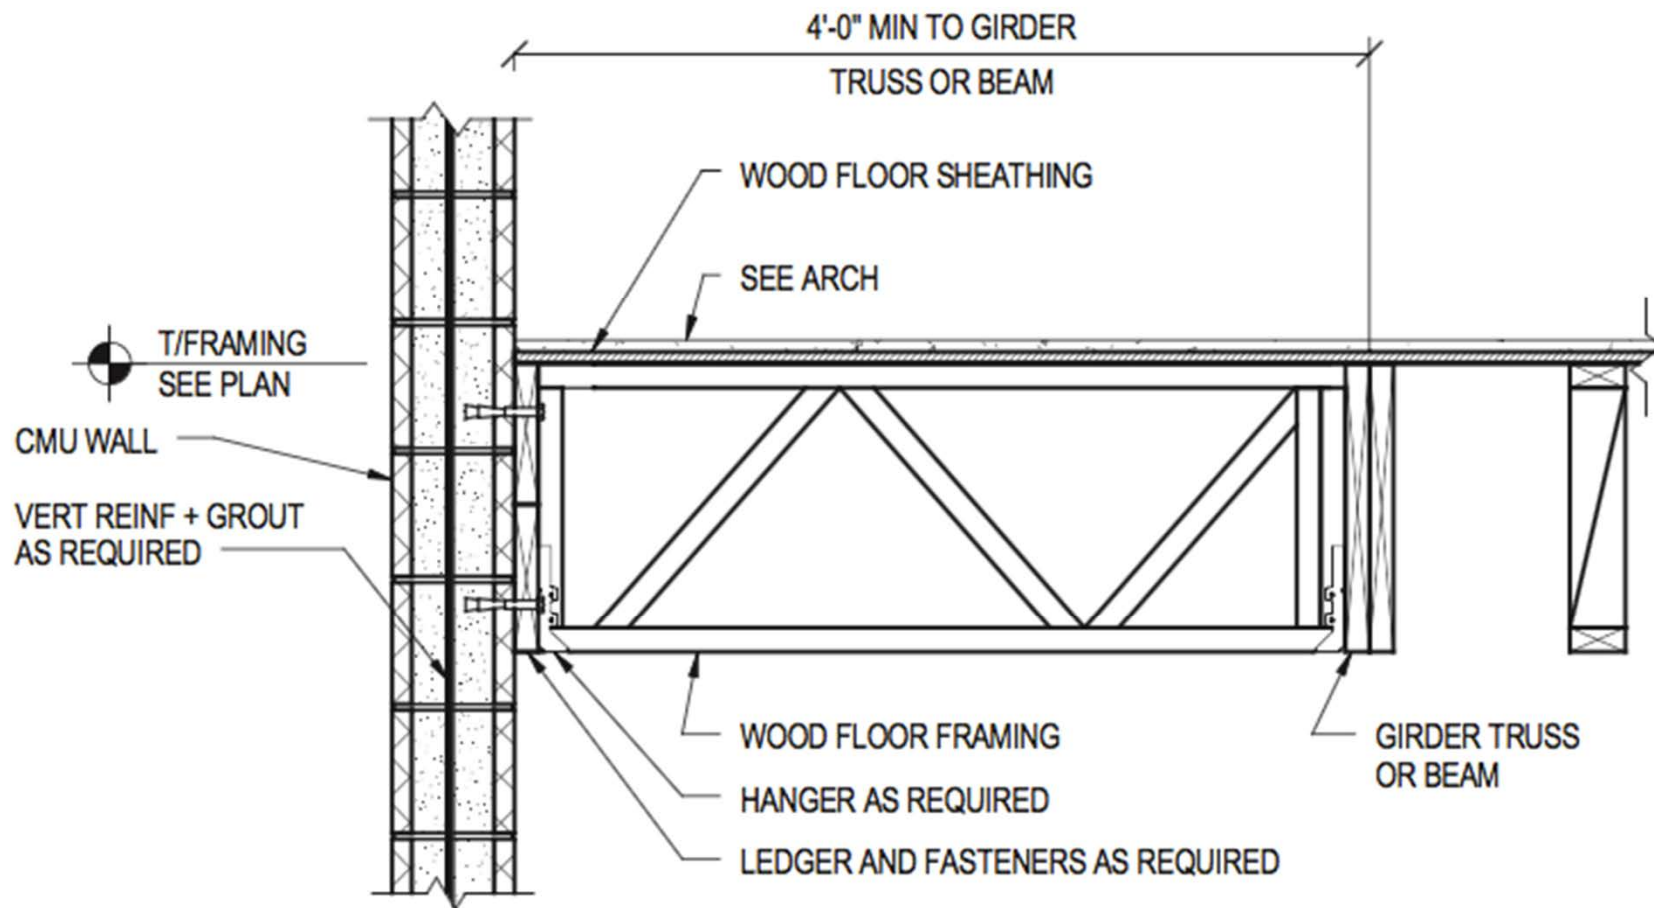 4'-0" MIN TO GIRDER
TRUSS OR BEAM
WOOD FLOOR SHEATHING
SEE ARCH
T/FRAMING
SEE PLAN
CMU WALL
VERT REINF + GROUT
AS REQUIRED
WOOD FLOOR FRAMING
HANGER AS REQUIRED
LEDGER AND FASTENERS AS REQUIRED
GIRDER TRUSS
OR BEAM